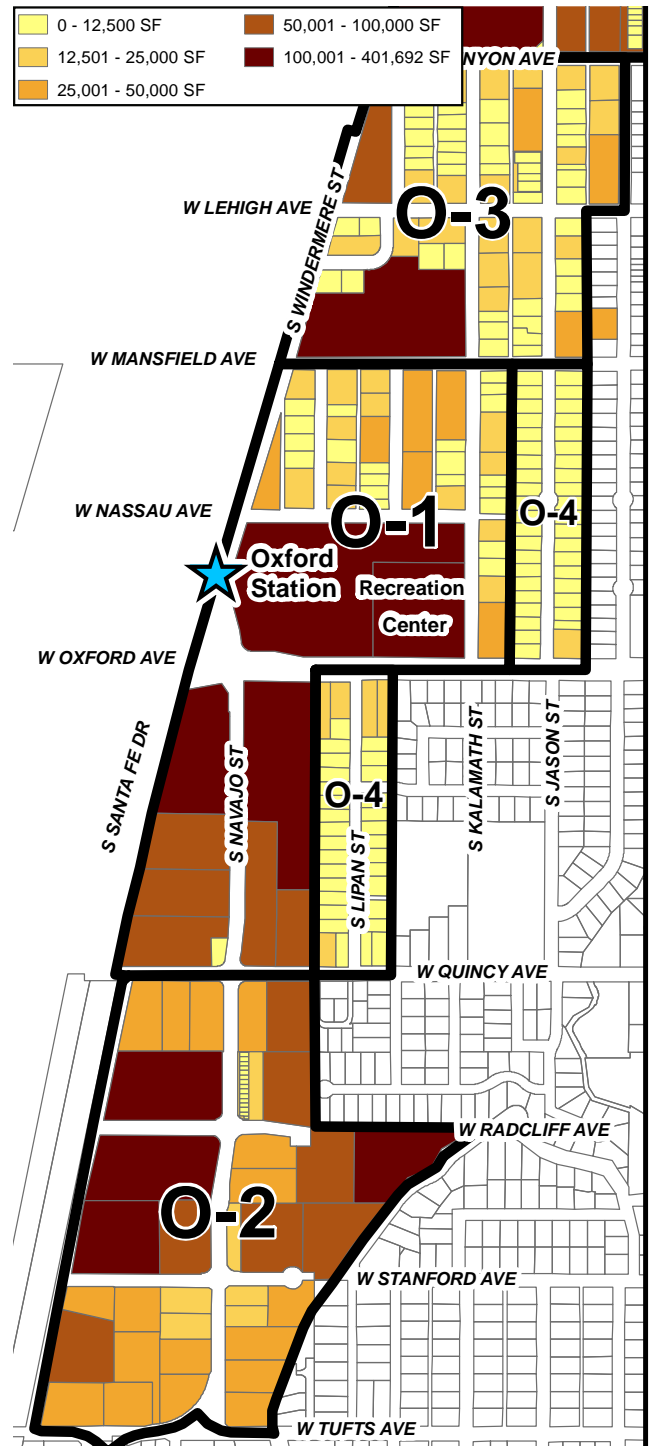 0 - 12,500 SF
50,001 - 100,000 SF
12,501 - 25,000 SF
100,001 - 401,692 SF
25,001 - 50,000 SF
NYON AVE
W LEHIGH AVE
S WINDERMERE ST
O-3
W MANSFIELD AVE
W NASSAU AVE
O-1
O-4
Oxford
Station
Recreation
Center
W OXFORD AVE
S SANTA FE DR
S NAVAJO ST
O-4
S LIPAN ST
S KALAMATH ST
S JASON ST
W QUINCY AVE
W RADCLIFF AVE
O-2
W STANFORD AVE
W TUFTS AVE